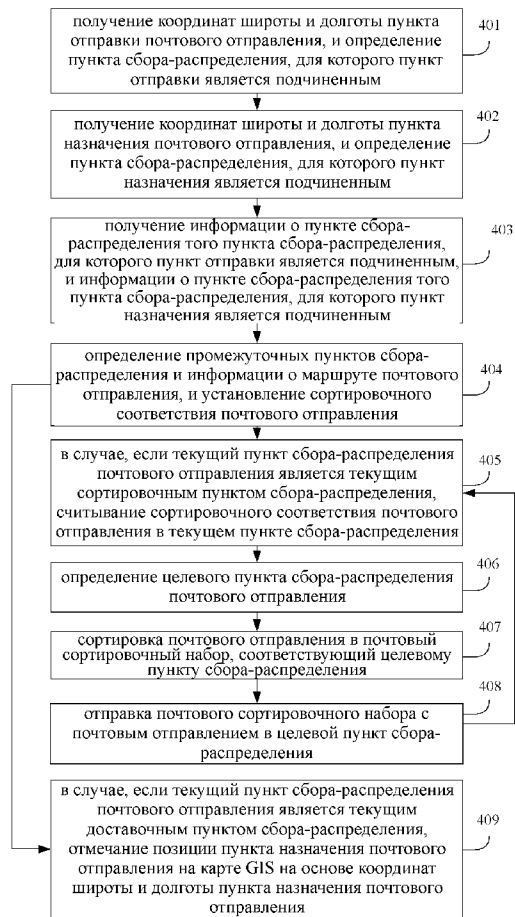 получение координат широты и долготы пункта
отправки почтового отправления, и определение
пункта сбора-распределения, для которого пункт
отправки является подчиненным
401
получение координат широты и долготы пункта
назначения почтового отправления, и определение
пункта сбора-распределения, для которого пункт
назначения является подчиненным
402
получение информации о пункте сбора-
распределения того пункта сбора-распределения,
для которого пункт отправки является подчиненным,
и информации о пункте сбора-распределения того
пункта сбора-распределения, для которого пункт
назначения является подчиненным
403
определение промежуточных пунктов сбора-
распределения и информации о маршруте почтового
отправления, и установление сортировочного
соответствия почтового отправления
404
в случае, если текущий пункт сбора-распределения
почтового отправления является текущим
сортировочным пунктом сбора-распределения,
считывание сортировочного соответствия почтового
отправления в текущем пункте сбора-распределения
405
определение целевого пункта сбора-распределения
почтового отправления
406
сортировка почтового отправления в почтовый
сортировочный набор, соответствующий целевому
пункту сбора-распределения
407
отправка почтового сортировочного набора с
почтовым отправлением в целевой пункт сбора-
распределения
408
в случае, если текущий пункт сбора-распределения
почтового отправления является текущим
доставочным пунктом сбора-распределения,
отмечание позиции пункта назначения почтового
отправления на карте GIS на основе координат
широты и долготы пункта назначения почтового
отправления
409